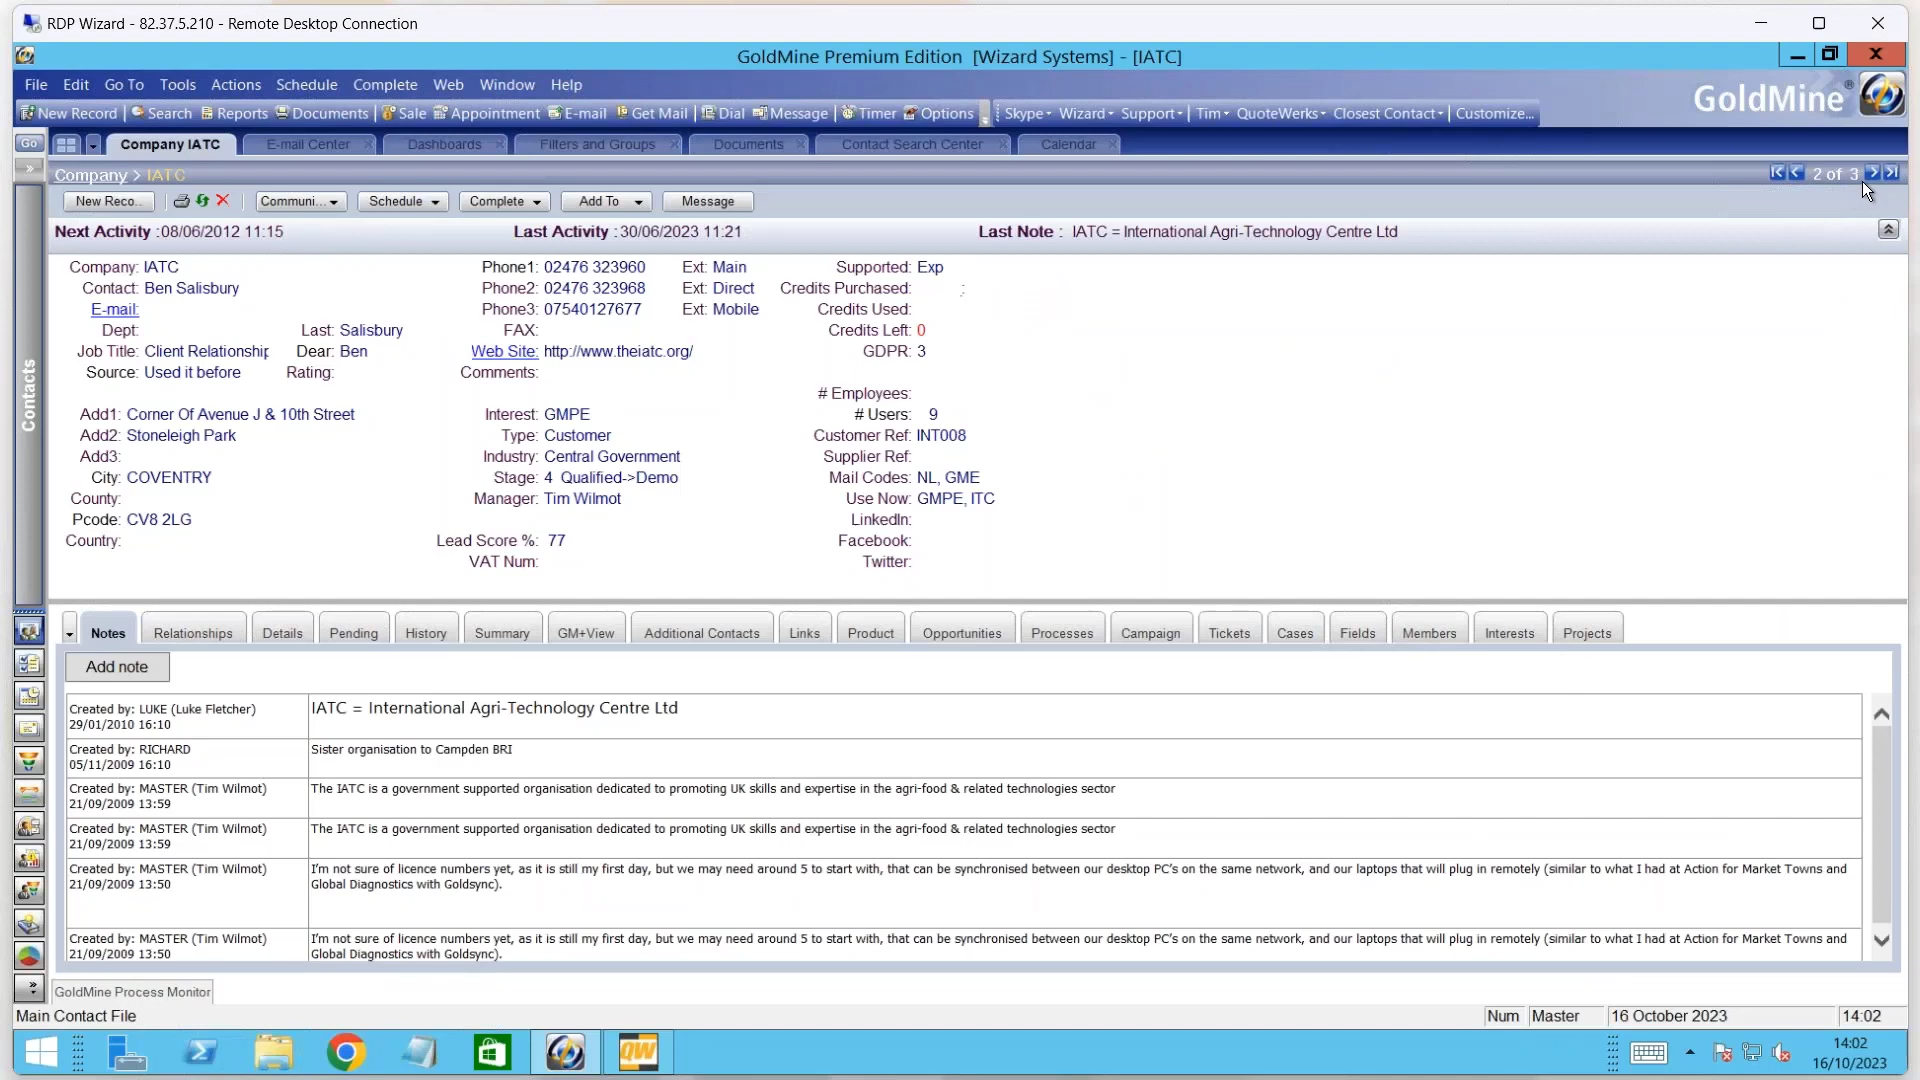 RDP Wizard - 82.37.5.210 - Remote Desktop Connection
GoldMine Premium Edition [Wizard Systems] - [IATC]
File Edit Go To Tools Actions Schedule Complete Web Window Help
GoldMine®
New Record Search Reports Documents Sale Appointment E-mail Get Mail Dial Message Timer Options Skype Wizard Support Tim QuoteWerks Closest Contact Customize...
Go Company IATC E-mail Center Dashboards Filters and Groups Documents Contact Search Center Calendar
Company > IATC 2 of 3
New Reco.. Communi... Schedule Complete Add To Message
Next Activity :08/06/2012 11:15 Last Activity :30/06/2023 11:21 Last Note : IATC = International Agri-Technology Centre Ltd
Company: IATC Phone1: 02476 323960 Ext: Main Supported: Exp
Contact: Ben Salisbury Phone2: 02476 323968 Ext: Direct Credits Purchased: :
E-mail: Phone3: 07540127677 Ext: Mobile Credits Used:
Dept: Last: Salisbury FAX: Credits Left: 0
Job Title: Client Relationship Dear: Ben Web Site: http://www.theiatc.org/ GDPR: 3
Source: Used it before Rating: Comments:
# Employees:
Add1: Corner Of Avenue J & 10th Street Interest: GMPE # Users: 9
Add2: Stoneleigh Park Type: Customer Customer Ref: INT008
Add3: Industry: Central Government Supplier Ref:
City: COVENTRY Stage: 4 Qualified->Demo Mail Codes: NL, GME
County: Manager: Tim Wilmot Use Now: GMPE, ITC
Pcode: CV8 2LG LinkedIn:
Country: Lead Score %: 77 Facebook:
VAT Num: Twitter:
Contacts
Notes Relationships Details Pending History Summary GM+View Additional Contacts Links Product Opportunities Processes Campaign Tickets Cases Fields Members Interests Projects
Add note
Created by: LUKE (Luke Fletcher) IATC = International Agri-Technology Centre Ltd
29/01/2010 16:10
Created by: RICHARD Sister organisation to Campden BRI
05/11/2009 16:10
Created by: MASTER (Tim Wilmot) The IATC is a government supported organisation dedicated to promoting UK skills and expertise in the agri-food & related technologies sector
21/09/2009 13:59
Created by: MASTER (Tim Wilmot) The IATC is a government supported organisation dedicated to promoting UK skills and expertise in the agri-food & related technologies sector
21/09/2009 13:59
Created by: MASTER (Tim Wilmot) I'm not sure of licence numbers yet, as it is still my first day, but we may need around 5 to start with, that can be synchronised between our desktop PC's on the same network, and our laptops that will plug in remotely (similar to what I had at Action for Market Towns and
21/09/2009 13:50 Global Diagnostics with Goldsync).
Created by: MASTER (Tim Wilmot) I'm not sure of licence numbers yet, as it is still my first day, but we may need around 5 to start with, that can be synchronised between our desktop PC's on the same network, and our laptops that will plug in remotely (similar to what I had at Action for Market Towns and
21/09/2009 13:50 Global Diagnostics with Goldsync).
GoldMine Process Monitor
Main Contact File Num Master 16 October 2023 14:02
QW 14:02
16/10/2023